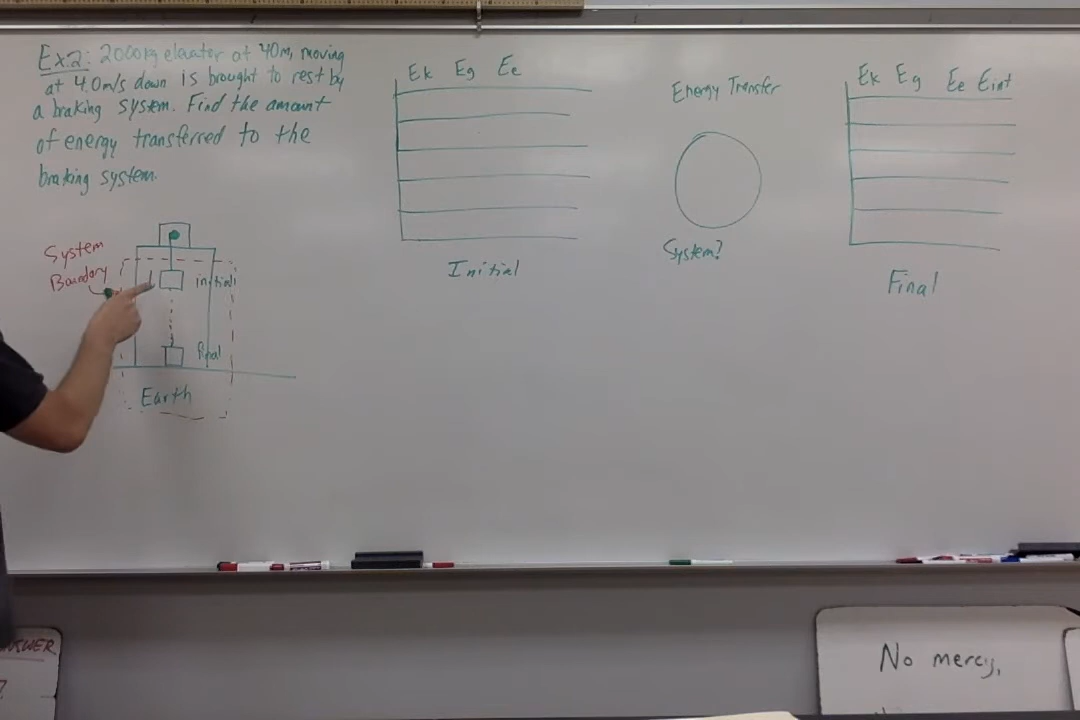 Ex.2: 2000kg elevator at 40m, moving
at 4.0m/s down is brought to rest by
a braking system. Find the amount
of energy transferred to the
braking system.
Ek Eg Ee
Initial
Energy Transfer
System?
Ek Eg Ee Eint
Final
System
Boundary
initial
final
Earth
ANSWER
?
No mercy,